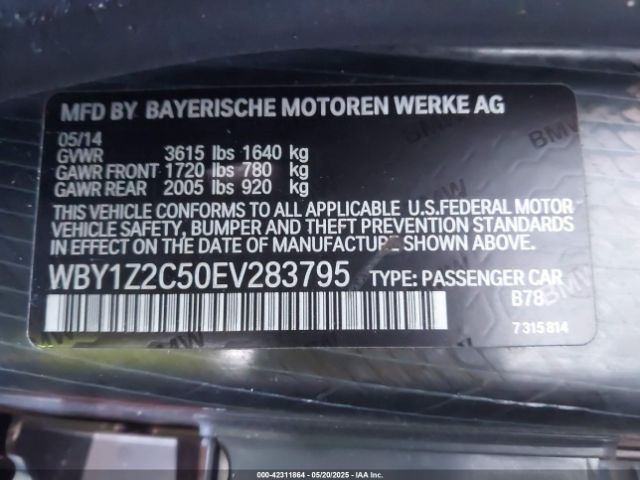 MFD BY BAYERISCHE MOTOREN WERKE AG
05/14
GVWR 3615 lbs 1640 kg
GAWR FRONT 1720 lbs 780 kg
GAWR REAR 2005 lbs 920 kg
THIS VEHICLE CONFORMS TO ALL APPLICABLE U.S.FEDERAL MOTOR
VEHICLE SAFETY, BUMPER AND THEFT PREVENTION STANDARDS
IN EFFECT ON THE DATE OF MANUFACTURE SHOWN ABOVE.
WBY1Z2C50EV283795 TYPE: PASSENGER CAR
B78
7315814
000-42311864 - 05/20/2025 - IAAI.COM